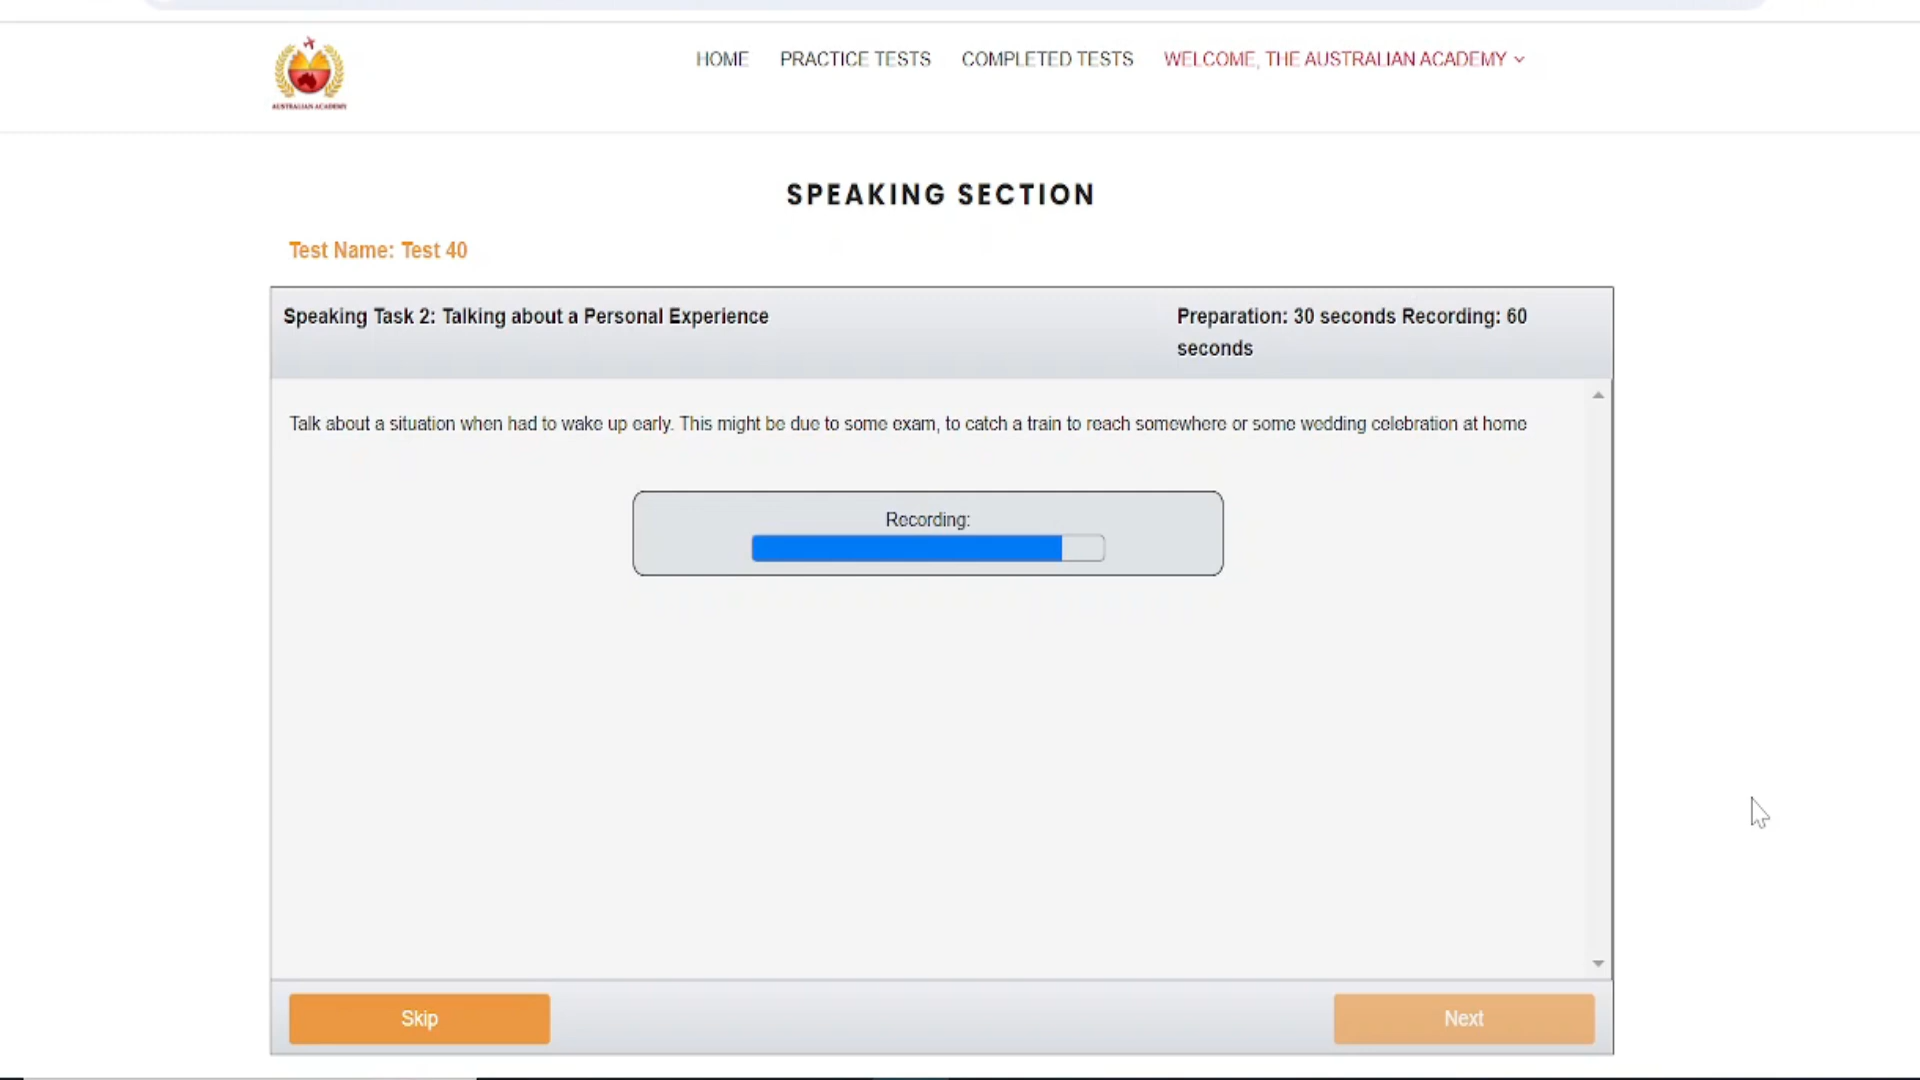 HOME PRACTICE TESTS COMPLETED TESTS WELCOME, THE AUSTRALIAN ACADEMY
AUSTRALIAN ACADEMY
SPEAKING SECTION
Test Name: Test 40
Speaking Task 2: Talking about a Personal Experience
Preparation: 30 seconds Recording: 60
seconds
Talk about a situation when had to wake up early. This might be due to some exam, to catch a train to reach somewhere or some wedding celebration at home
Recording:
Skip
Next